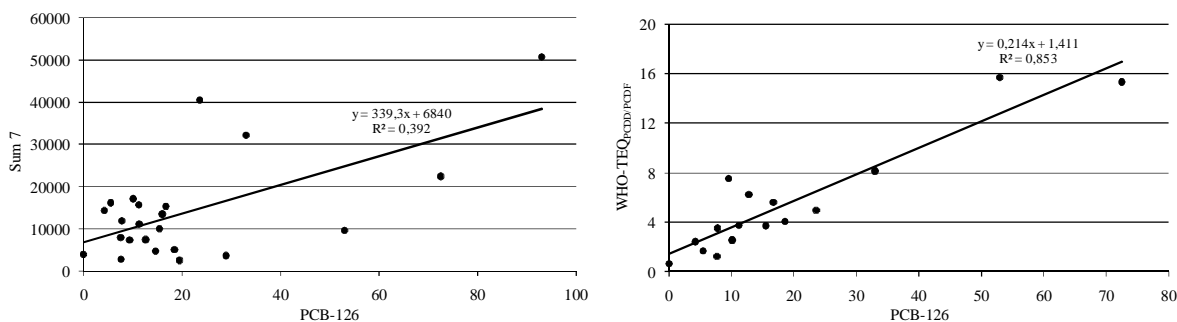 60000
50000
40000
30000
20000
10000
0
Sum 7
y = 339,3x + 6840
R² = 0,392
0 20 40 60 80 100
PCB-126
20
16
12
8
4
0
WHO-TEQPCDD/PCDF
y = 0,214x + 1,411
R² = 0,853
0 10 20 30 40 50 60 70 80
PCB-126